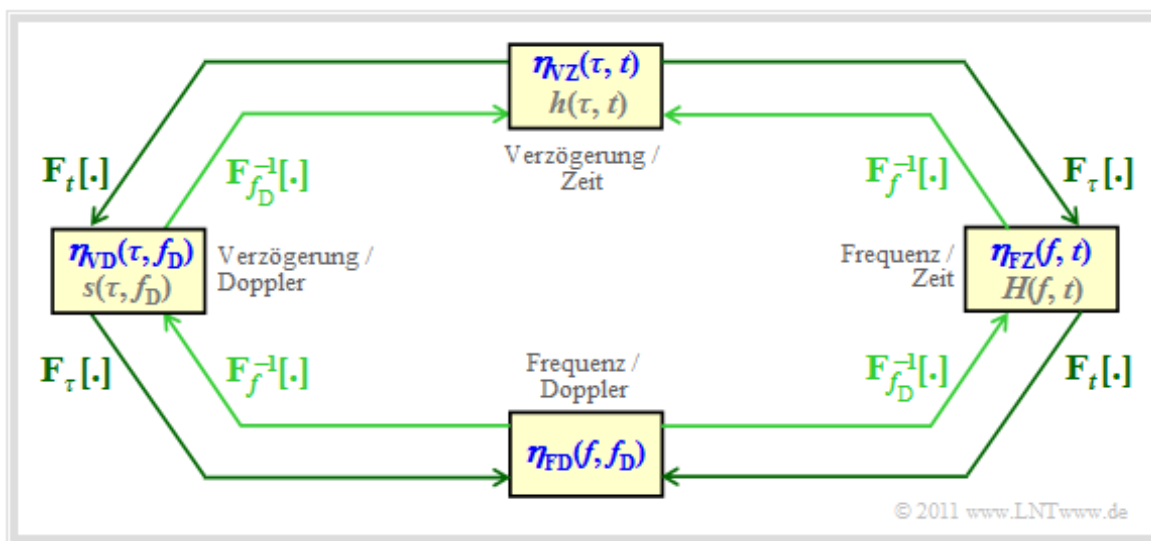 η_VZ(τ, t)
h(τ, t)
Verzögerung /
Zeit
F_t[.]
F_{f_D}^{-1}[.]
F_f^{-1}[.]
F_τ[.]
η_VD(τ, f_D)
s(τ, f_D)
Verzögerung /
Doppler
Frequenz /
Zeit
η_FZ(f, t)
H(f, t)
F_τ[.]
F_f^{-1}[.]
Frequenz /
Doppler
F_{f_D}^{-1}[.]
F_t[.]
η_FD(f, f_D)
© 2011 www.LNTwww.de